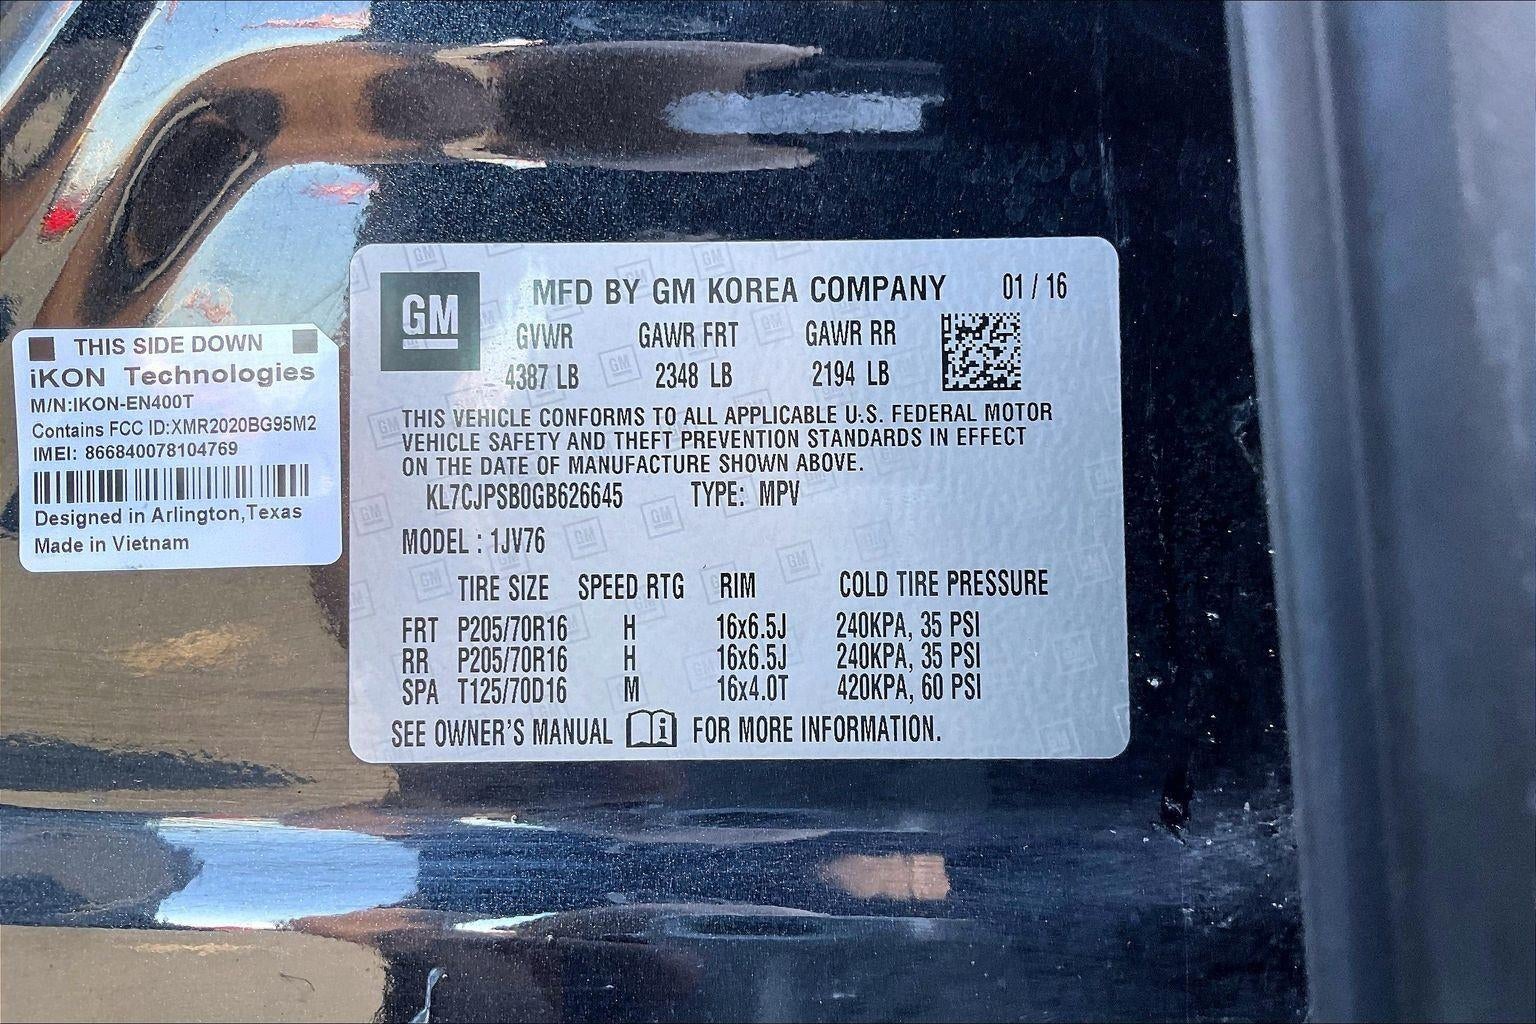 THIS SIDE DOWN
iKON Technologies
M/N:IKON-EN400T
Contains FCC ID:XMR2020BG95M2
IMEI: 866840078104769
Designed in Arlington,Texas
Made in Vietnam
GM
MFD BY GM KOREA COMPANY 01 / 16
GVWR GAWR FRT GAWR RR
4387 LB 2348 LB 2194 LB
THIS VEHICLE CONFORMS TO ALL APPLICABLE U.S. FEDERAL MOTOR
VEHICLE SAFETY AND THEFT PREVENTION STANDARDS IN EFFECT
ON THE DATE OF MANUFACTURE SHOWN ABOVE.
KL7CJPSB0GB626645 TYPE: MPV
MODEL : 1JV76
TIRE SIZE SPEED RTG RIM COLD TIRE PRESSURE
FRT P205/70R16 H 16x6.5J 240KPA, 35 PSI
RR P205/70R16 H 16x6.5J 240KPA, 35 PSI
SPA T125/70D16 M 16x4.0T 420KPA, 60 PSI
SEE OWNER'S MANUAL i FOR MORE INFORMATION.